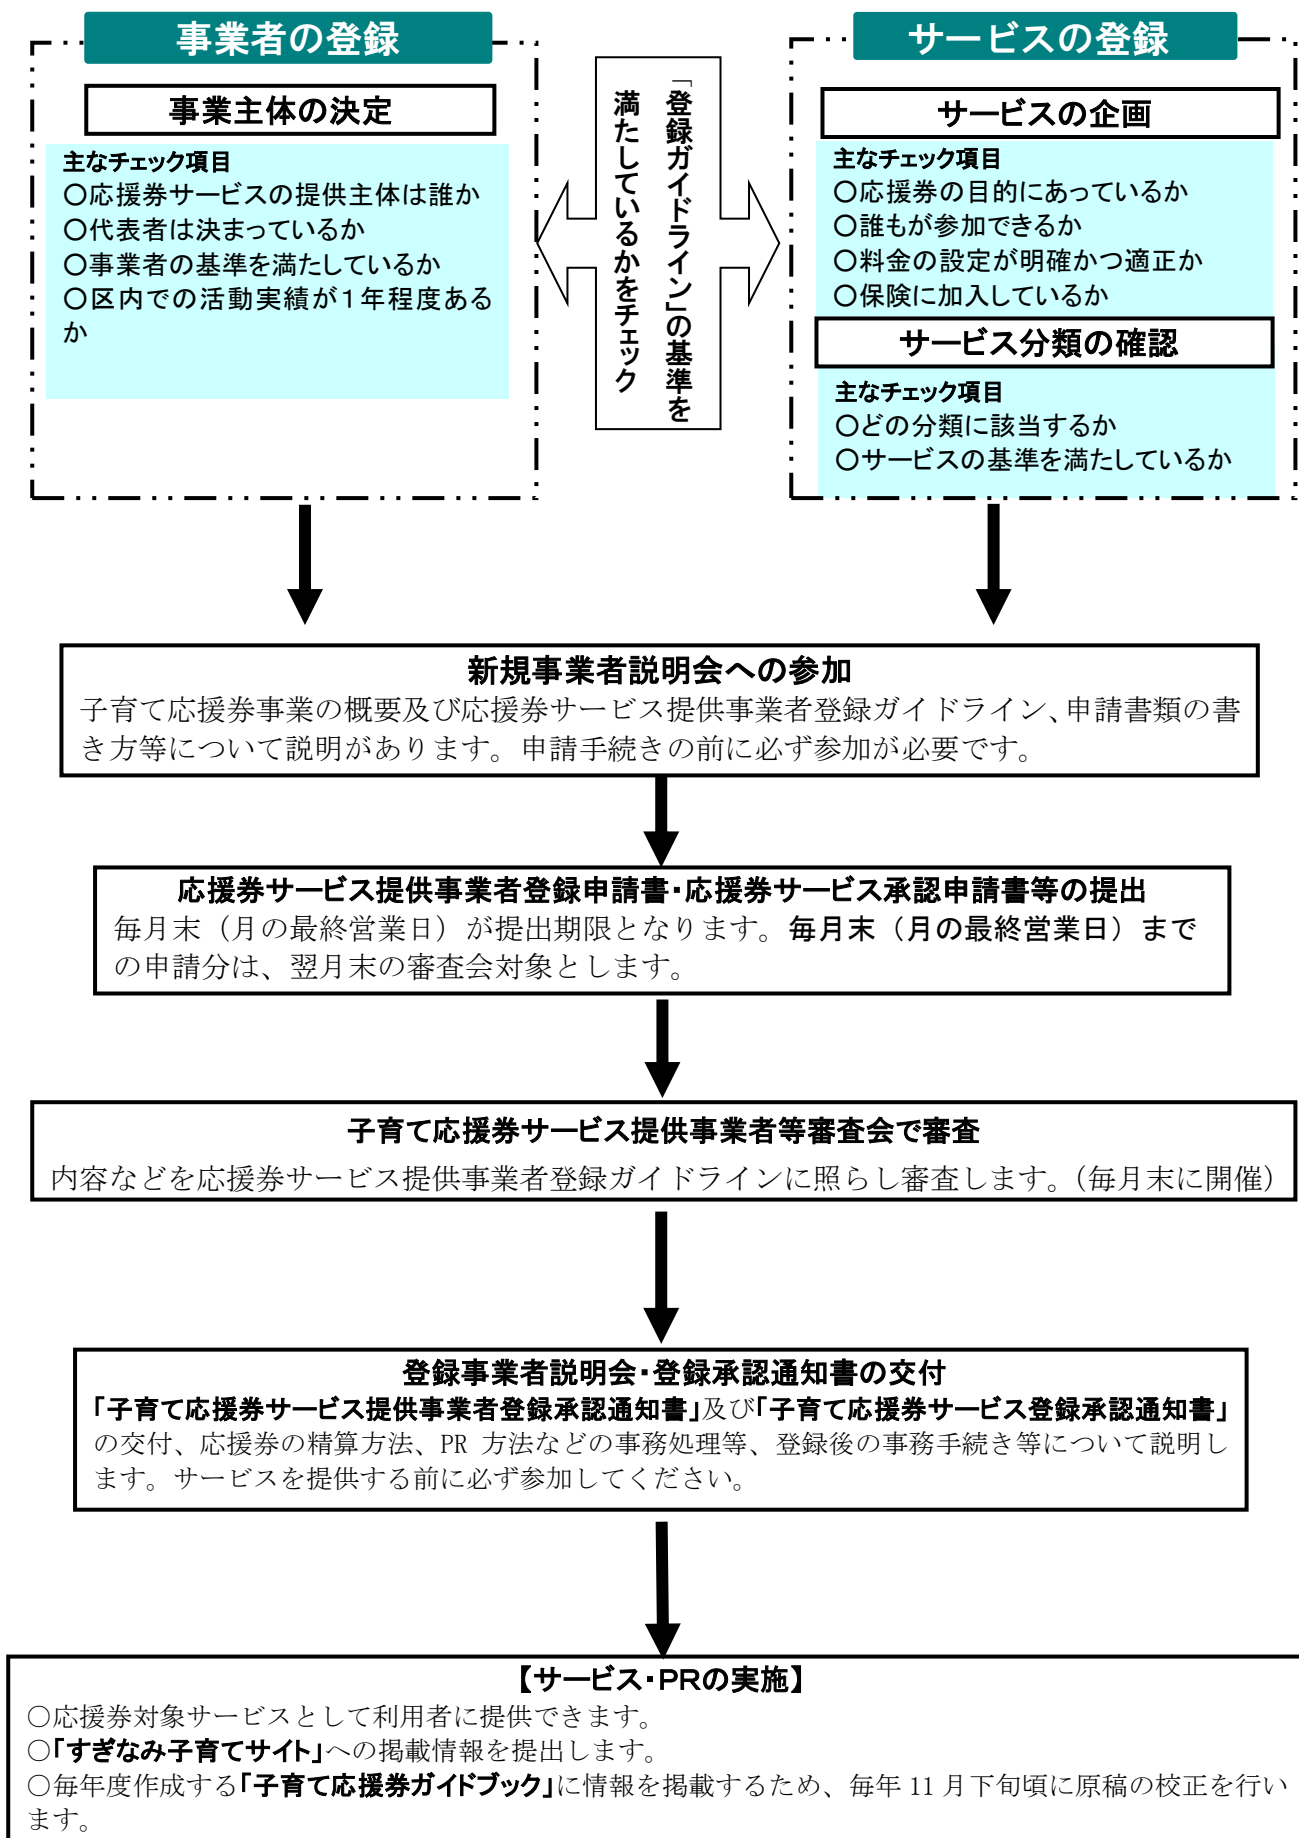 事業者の登録
事業主体の決定
主なチェック項目
○応援券サービスの提供主体は誰か
○代表者は決まっているか
○事業者の基準を満たしているか
○区内での活動実績が1年程度ある
か
「登録ガイドライン」の基準を
満たしているかをチェック
サービスの登録
サービスの企画
主なチェック項目
○応援券の目的にあっているか
○誰もが参加できるか
○料金の設定が明確かつ適正か
○保険に加入しているか
サービス分類の確認
主なチェック項目
○どの分類に該当するか
○サービスの基準を満たしているか
新規事業者説明会への参加
子育て応援券事業の概要及び応援券サービス提供事業者登録ガイドライン、申請書類の書
き方等について説明があります。申請手続きの前に必ず参加が必要です。
応援券サービス提供事業者登録申請書・応援券サービス承認申請書等の提出
毎月末（月の最終営業日）が提出期限となります。毎月末（月の最終営業日）まで
の申請分は、翌月末の審査会対象とします。
子育て応援券サービス提供事業者等審査会で審査
内容などを応援券サービス提供事業者登録ガイドラインに照らし審査します。（毎月末に開催）
登録事業者説明会・登録承認通知書の交付
「子育て応援券サービス提供事業者登録承認通知書」及び「子育て応援券サービス登録承認通知書」
の交付、応援券の精算方法、PR 方法などの事務処理等、登録後の事務手続き等について説明し
ます。サービスを提供する前に必ず参加してください。
【サービス・PRの実施】
○応援券対象サービスとして利用者に提供できます。
○「すぎなみ子育てサイト」への掲載情報を提出します。
○毎年度作成する「子育て応援券ガイドブック」に情報を掲載するため、毎年 11 月下旬頃に原稿の校正を行い
ます。